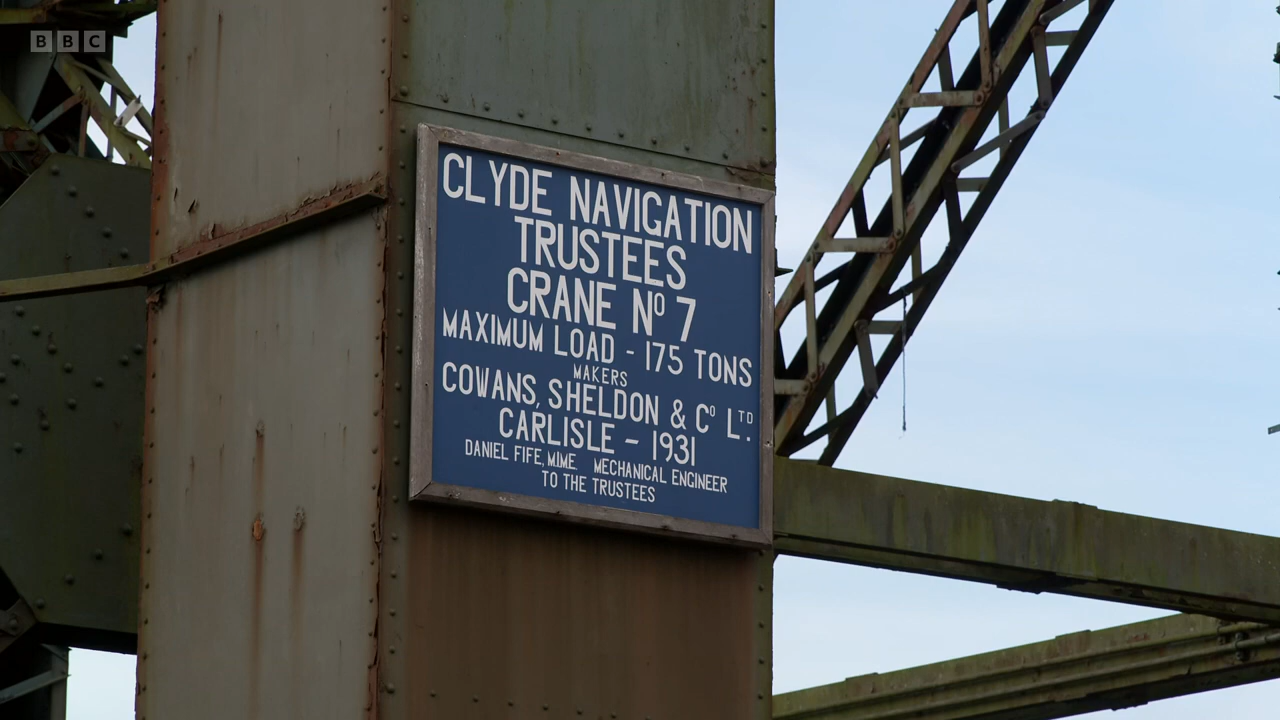 BBC
CLYDE NAVIGATION
TRUSTEES
CRANE Nº 7
MAXIMUM LOAD - 175 TONS
MAKERS
COWANS, SHELDON & Cº LTD.
CARLISLE - 1931
DANIEL FIFE, M.I.M.E. MECHANICAL ENGINEER
TO THE TRUSTEES